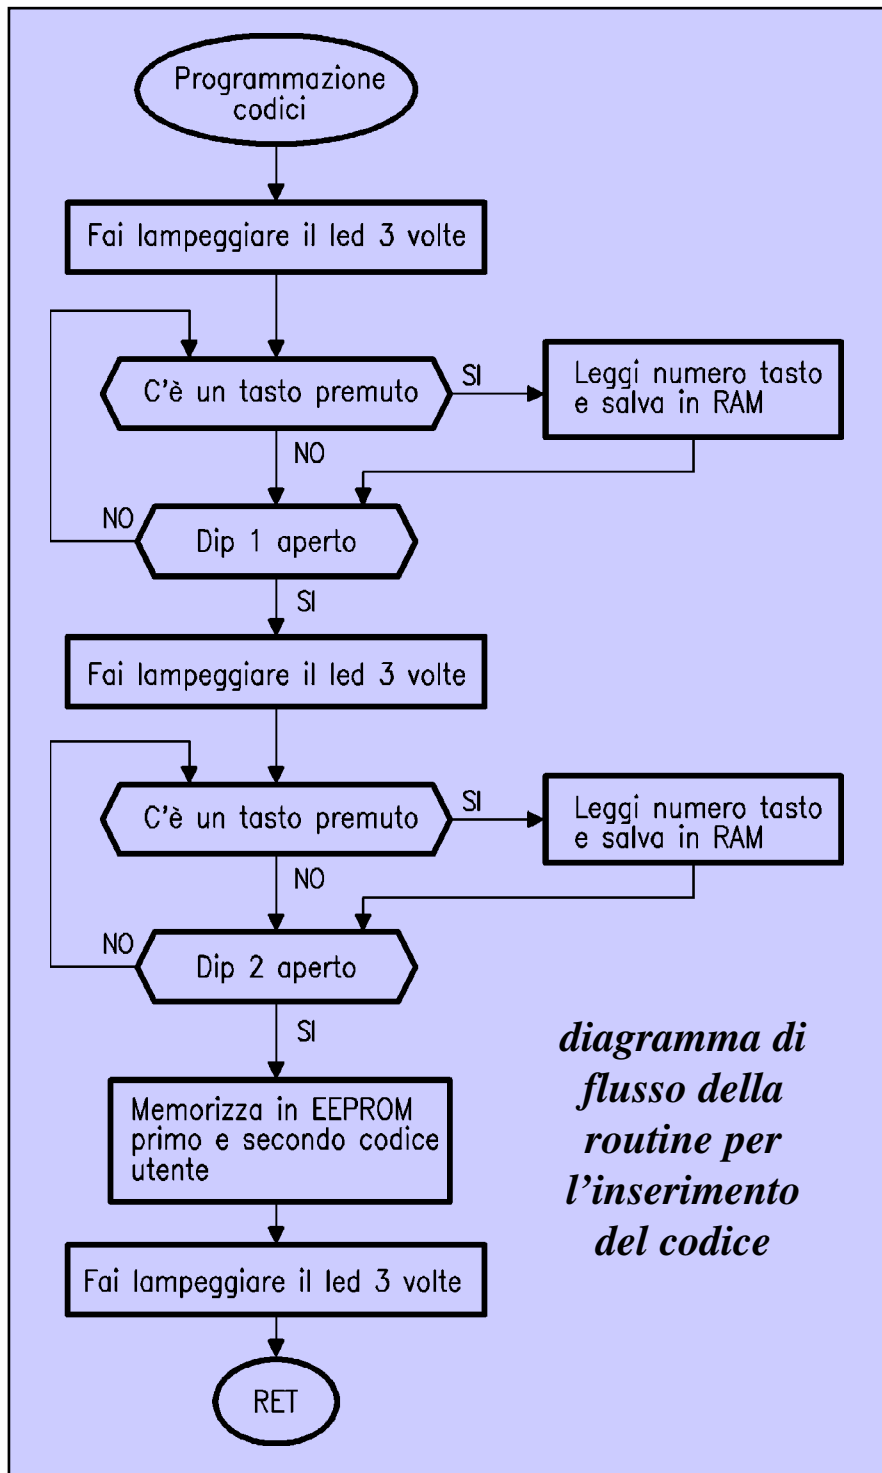 Programmazione
codici
Fai lampeggiare il led 3 volte
C'è un tasto premuto
SI
Leggi numero tasto
e salva in RAM
NO
NO
Dip 1 aperto
SI
Fai lampeggiare il led 3 volte
C'è un tasto premuto
SI
Leggi numero tasto
e salva in RAM
NO
NO
Dip 2 aperto
SI
Memorizza in EEPROM
primo e secondo codice
utente
Fai lampeggiare il led 3 volte
RET
diagramma di
flusso della
routine per
l'inserimento
del codice